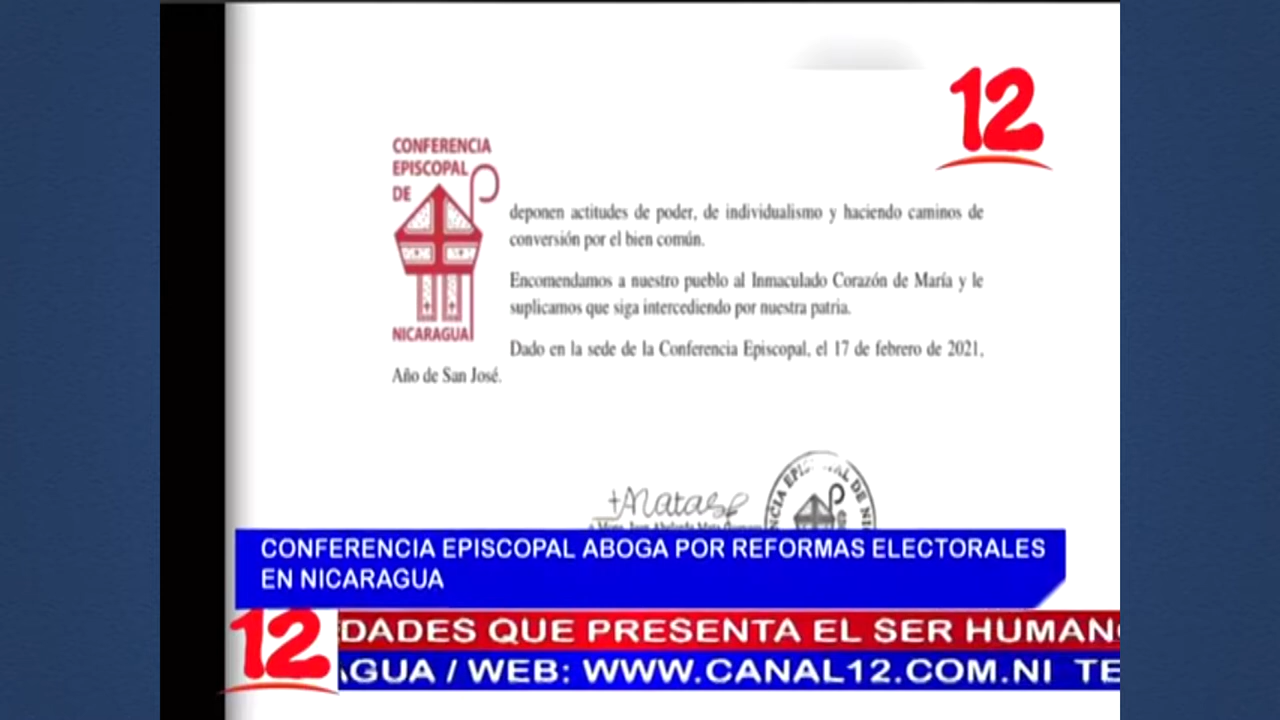 12
CONFERENCIA
EPISCOPAL
DE
NICARAGUA
deponen actitudes de poder, de individualismo y haciendo caminos de
conversión por el bien común.
Encomendamos a nuestro pueblo al Inmaculado Corazón de María y le
suplicamos que siga intercediendo por nuestra patria.
Dado en la sede de la Conferencia Episcopal, el 17 de febrero de 2021,
Año de San José.
CONFERENCIA EPISCOPAL ABOGA POR REFORMAS ELECTORALES
EN NICARAGUA
12
DADES QUE PRESENTA EL SER HUMANO
AGUA / WEB: WWW.CANAL12.COM.NI TE